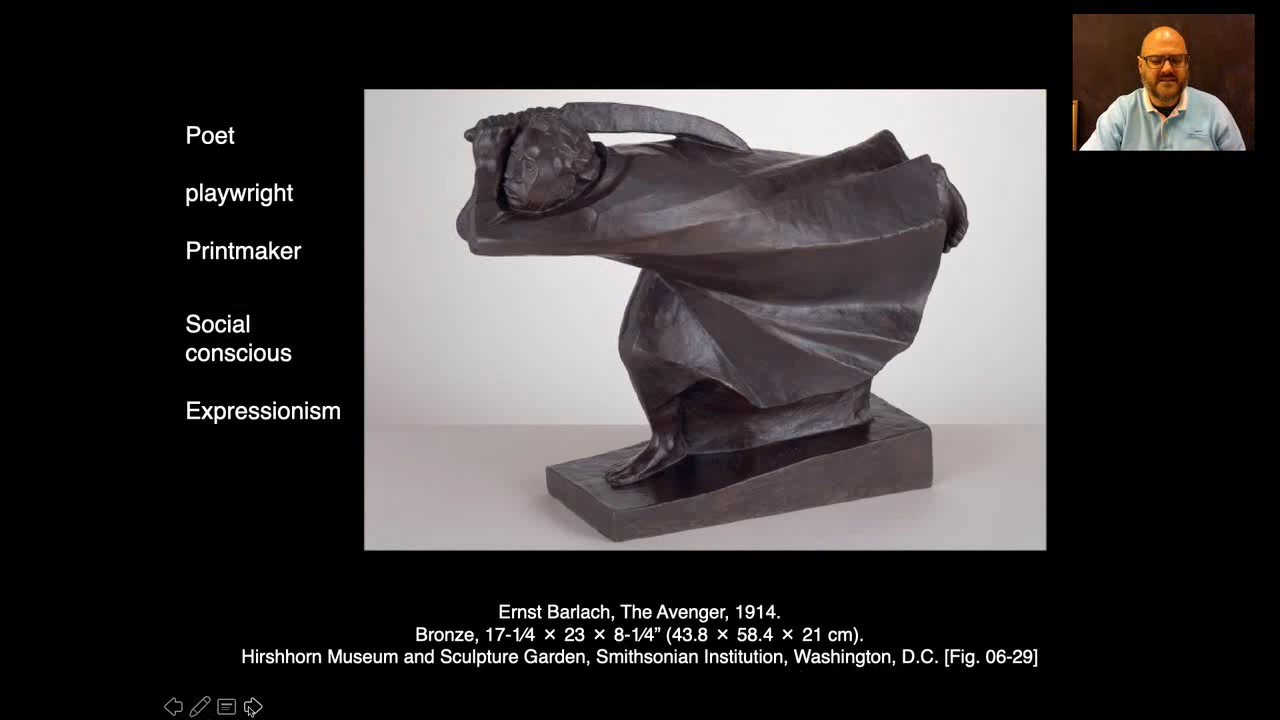 Poet
playwright
Printmaker
Social
conscious
Expressionism
Ernst Barlach, The Avenger, 1914.
Bronze, 17-1⁄4 × 23 × 8-1⁄4” (43.8 × 58.4 × 21 cm).
Hirshhorn Museum and Sculpture Garden, Smithsonian Institution, Washington, D.C. [Fig. 06-29]